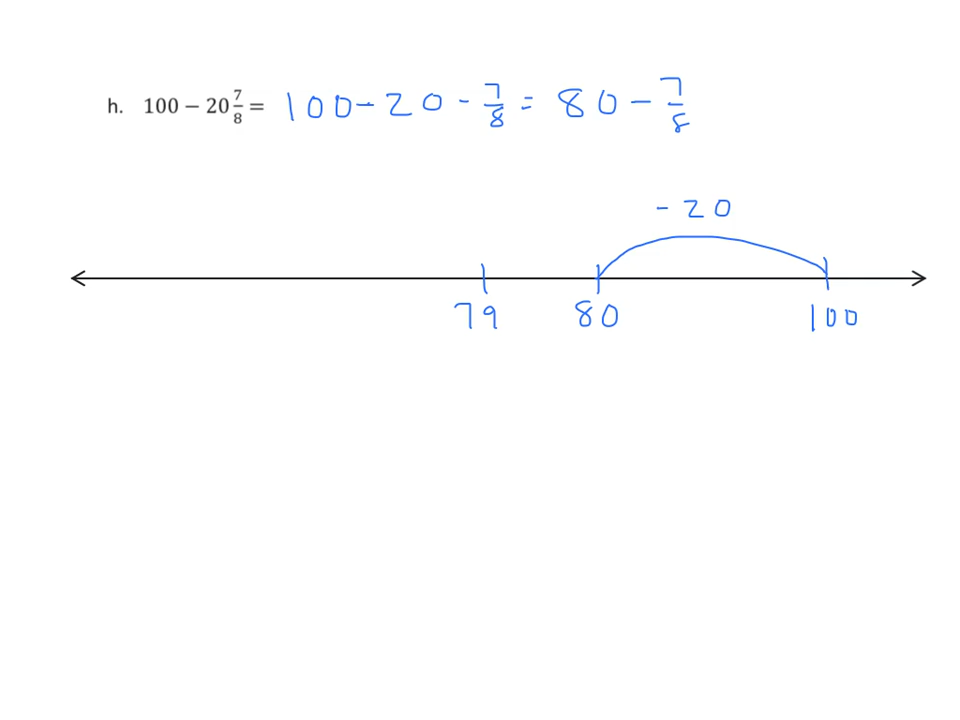 h. 100 − 20 7/8 = 100 - 20 - 7/8 = 80 - 7/8
- 20
79 80 100